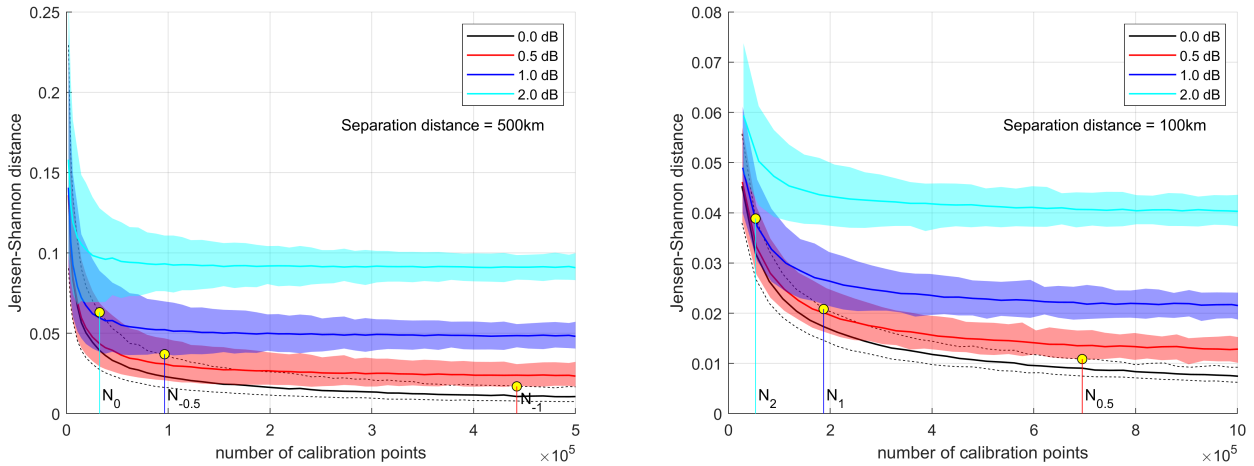 0.25
0.2
0.15
0.1
0.05
0
Jensen-Shannon distance
0.0 dB
0.5 dB
1.0 dB
2.0 dB
Separation distance = 500km
N0
N-0.5
N-1
0 1 2 3 4 5
×10^5
number of calibration points
0.08
0.07
0.06
0.05
0.04
0.03
0.02
0.01
0
Jensen-Shannon distance
0.0 dB
0.5 dB
1.0 dB
2.0 dB
Separation distance = 100km
N2
N1
N0.5
0 2 4 6 8 10
×10^5
number of calibration points